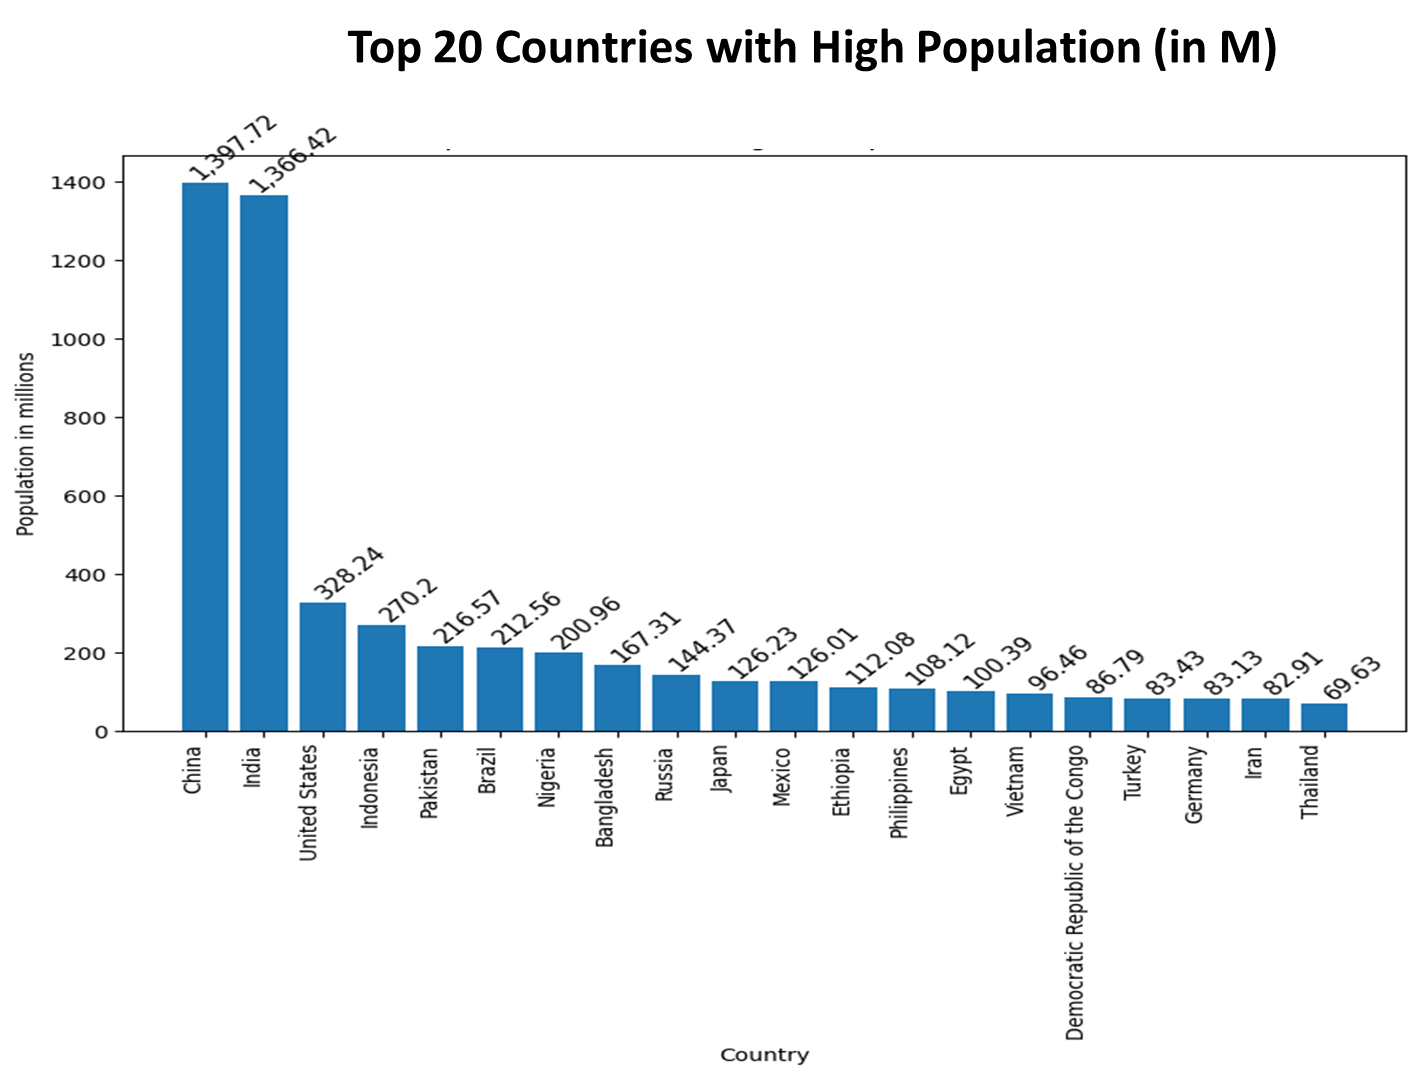 Top 20 Countries with High Population (in M)
1,397.72
1,366.42
328.24
270.2
216.57
212.56
200.96
167.31
144.37
126.23
126.01
112.08
108.12
100.39
96.46
86.79
83.43
83.13
82.91
69.63
1400
1200
1000
800
600
400
200
0
Population in millions
China
India
United States
Indonesia
Pakistan
Brazil
Nigeria
Bangladesh
Russia
Japan
Mexico
Ethiopia
Philippines
Egypt
Vietnam
Democratic Republic of the Congo
Turkey
Germany
Iran
Thailand
Country